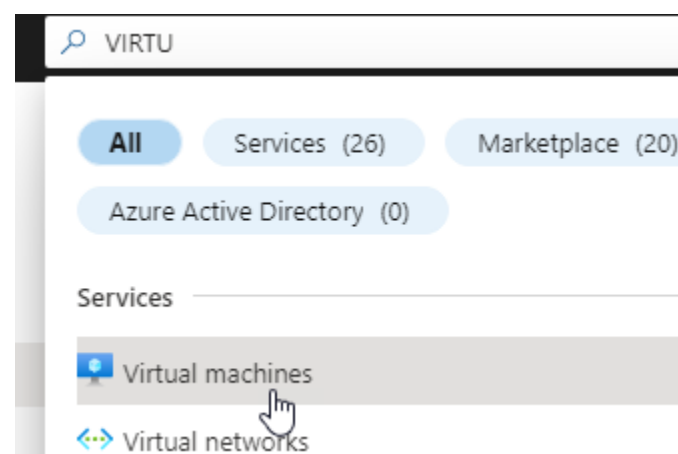 VIRTU
All Services (26) Marketplace (20)
Azure Active Directory (0)
Services
Virtual machines
Virtual networks